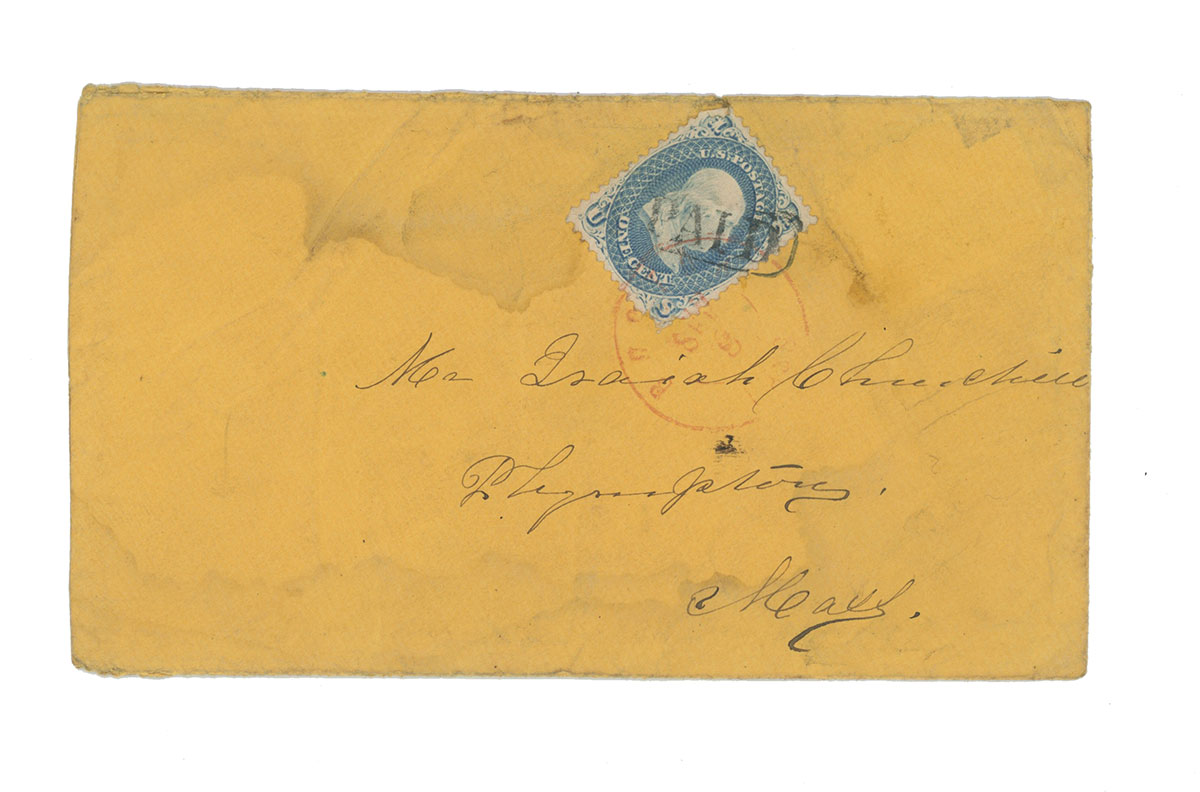 U.S. POSTAGE
ONE CENT
PAID
Mr Isaiah Churchill
Plympton,
Mass.